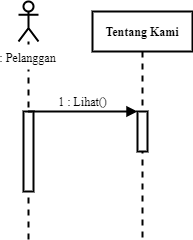 Tentang Kami
: Pelanggan
1 : Lihat()